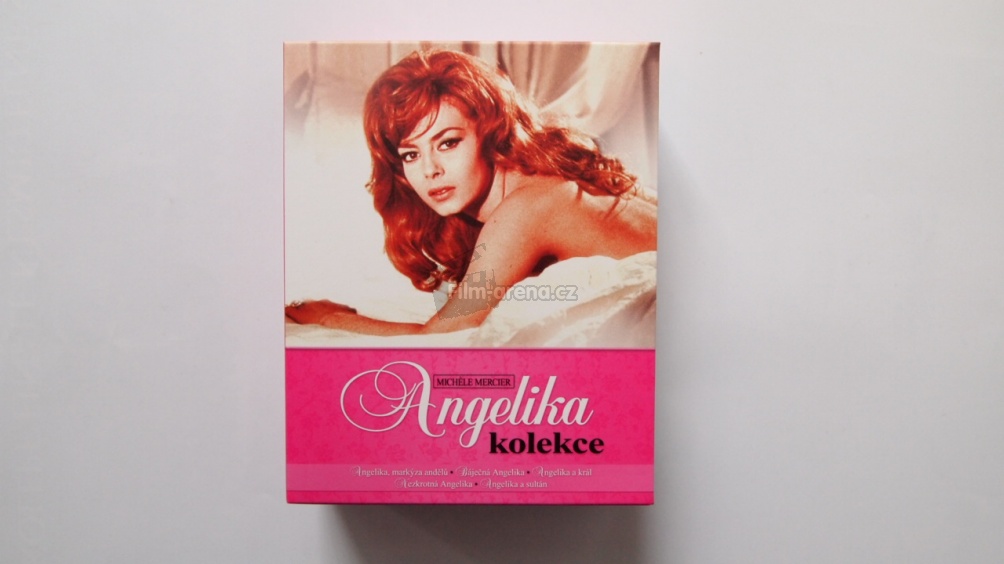 Film-arena.cz
MICHÈLE MERCIER
Angelika
kolekce
Angelika, markýza andělů • Báječná Angelika • Angelika a král
Nezkrotná Angelika • Angelika a sultán